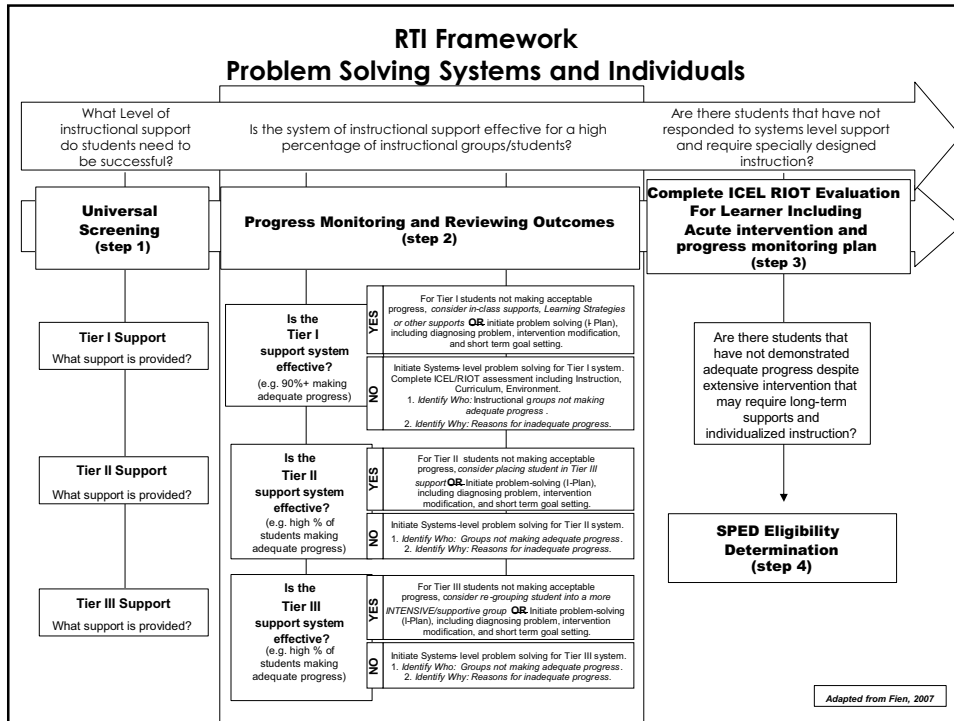 RTI Framework
Problem Solving Systems and Individuals
What Level of
instructional support
do students need to
be successful?
Is the system of instructional support effective for a high
percentage of instructional groups/students?
Are there students that have not
responded to systems level support
and require specially designed
instruction?
Universal
Screening
(step 1)
Progress Monitoring and Reviewing Outcomes
(step 2)
Complete ICEL RIOT Evaluation
For Learner Including
Acute intervention and
progress monitoring plan
(step 3)
Tier I Support
What support is provided?
Is the
Tier I
support system
effective?
(e.g. 90%+ making
adequate progress)
YES
For Tier I students not making acceptable
progress, consider in-class supports, Learning Strategies
or other supports OR initiate problem solving (I-Plan),
including diagnosing problem, intervention modification,
and short term goal setting.
NO
Initiate Systems-level problem solving for Tier I system.
Complete ICEL/RIOT assessment including Instruction,
Curriculum, Environment.
1. Identify Who: Instructional groups not making
adequate progress .
2. Identify Why: Reasons for inadequate progress.
Tier II Support
What support is provided?
Is the
Tier II
support system
effective?
(e.g. high % of
students making
adequate progress)
YES
For Tier II students not making acceptable
progress, consider placing student in Tier III
support OR Initiate problem-solving (I-Plan),
including diagnosing problem, intervention
modification, and short term goal setting.
NO
Initiate Systems-level problem solving for Tier II system.
1. Identify Who: Groups not making adequate progress.
2. Identify Why: Reasons for inadequate progress.
Tier III Support
What support is provided?
Is the
Tier III
support system
effective?
(e.g. high % of
students making
adequate progress)
YES
For Tier III students not making acceptable
progress, consider re-grouping student into a more
INTENSIVE/supportive group OR Initiate problem-solving
(I-Plan), including diagnosing problem, intervention
modification, and short term goal setting.
NO
Initiate Systems-level problem solving for Tier III system.
1. Identify Who: Groups not making adequate progress.
2. Identify Why: Reasons for inadequate progress.
Are there students that
have not demonstrated
adequate progress despite
extensive intervention that
may require long-term
supports and
individualized instruction?
SPED Eligibility
Determination
(step 4)
Adapted from Fien, 2007